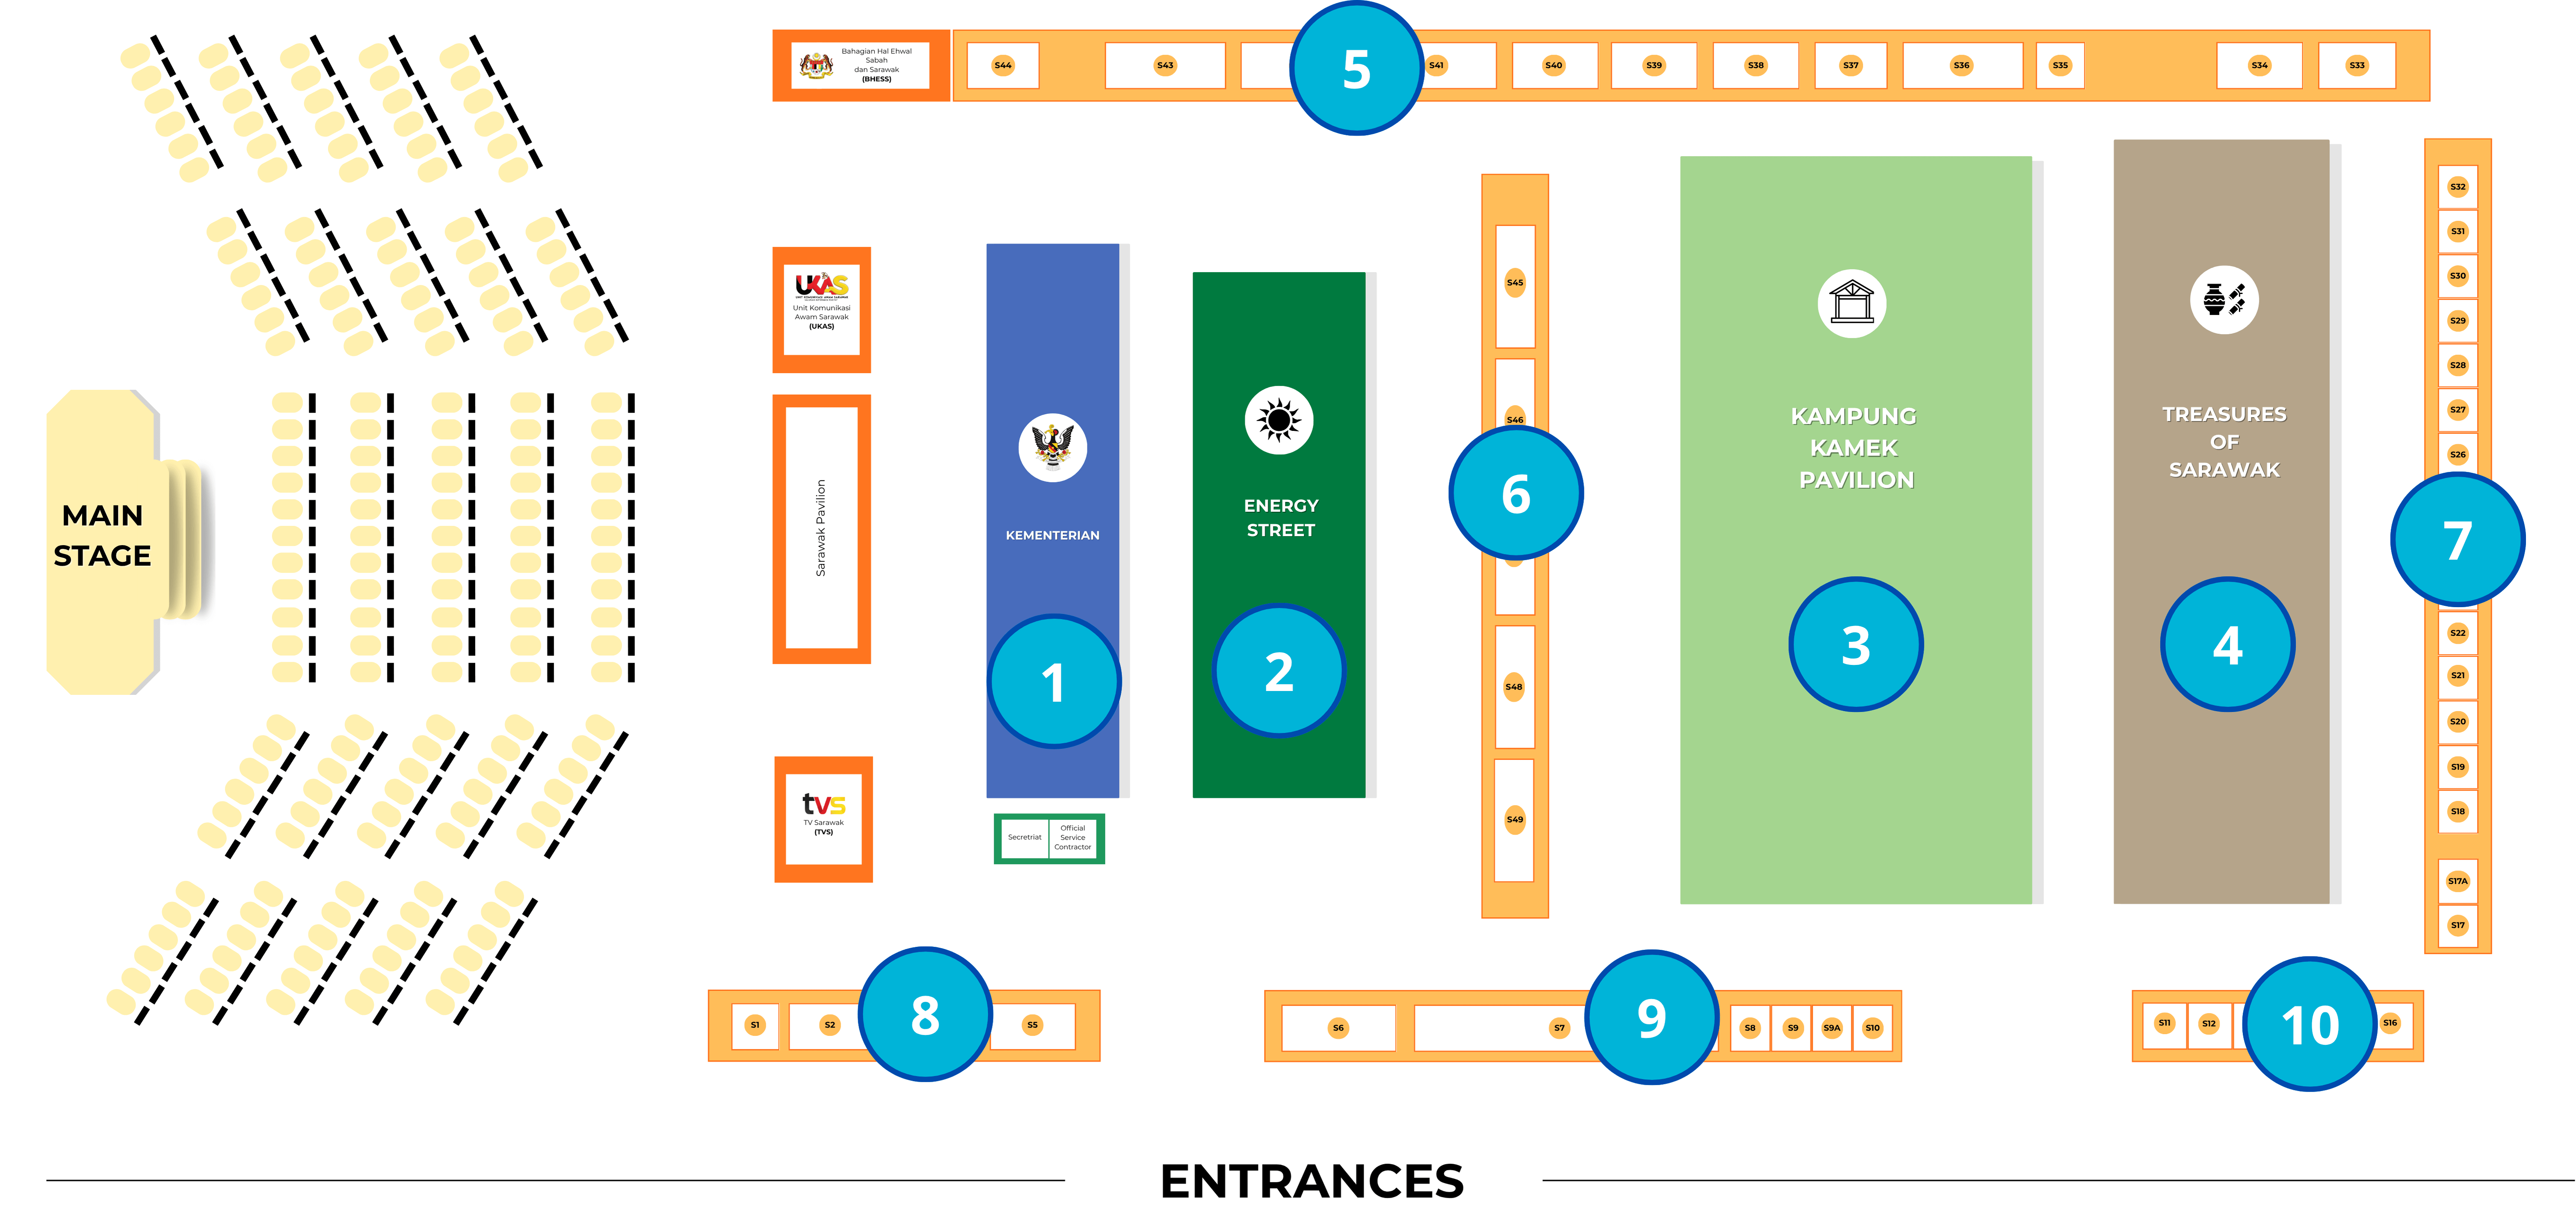 Bahagian Hal Ehwal
Sabah
dan Sarawak
(BHESS)
S44
S43
5
S41
S40
S39
S38
S37
S36
S35
S34
S33
UKAS
Unit Komunikasi
Awam Sarawak
(UKAS)
Sarawak Pavilion
tvs
TV Sarawak
(TVS)
MAIN
STAGE
KEMENTERIAN
1
Secretriat
Official
Service
Contractor
ENERGY
STREET
2
S45
S46
6
S48
S49
KAMPUNG
KAMEK
PAVILION
3
TREASURES
OF
SARAWAK
4
S32
S31
S30
S29
S28
S27
S26
7
S22
S21
S20
S19
S18
S17A
S17
S1
S2
8
S5
S6
S7
9
S8
S9
S9A
S10
S11
S12
10
S16
ENTRANCES